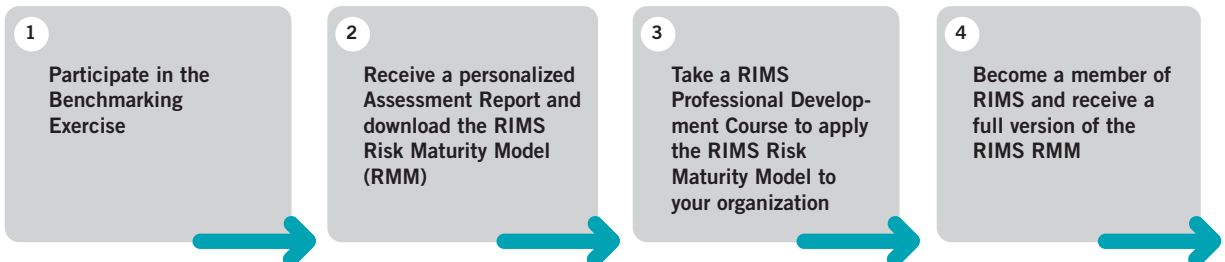 1
Participate in the
Benchmarking
Exercise
2
Receive a personalized
Assessment Report and
download the RIMS
Risk Maturity Model
(RMM)
3
Take a RIMS
Professional Develop-
ment Course to apply
the RIMS Risk
Maturity Model to
your organization
4
Become a member of
RIMS and receive a
full version of the
RIMS RMM